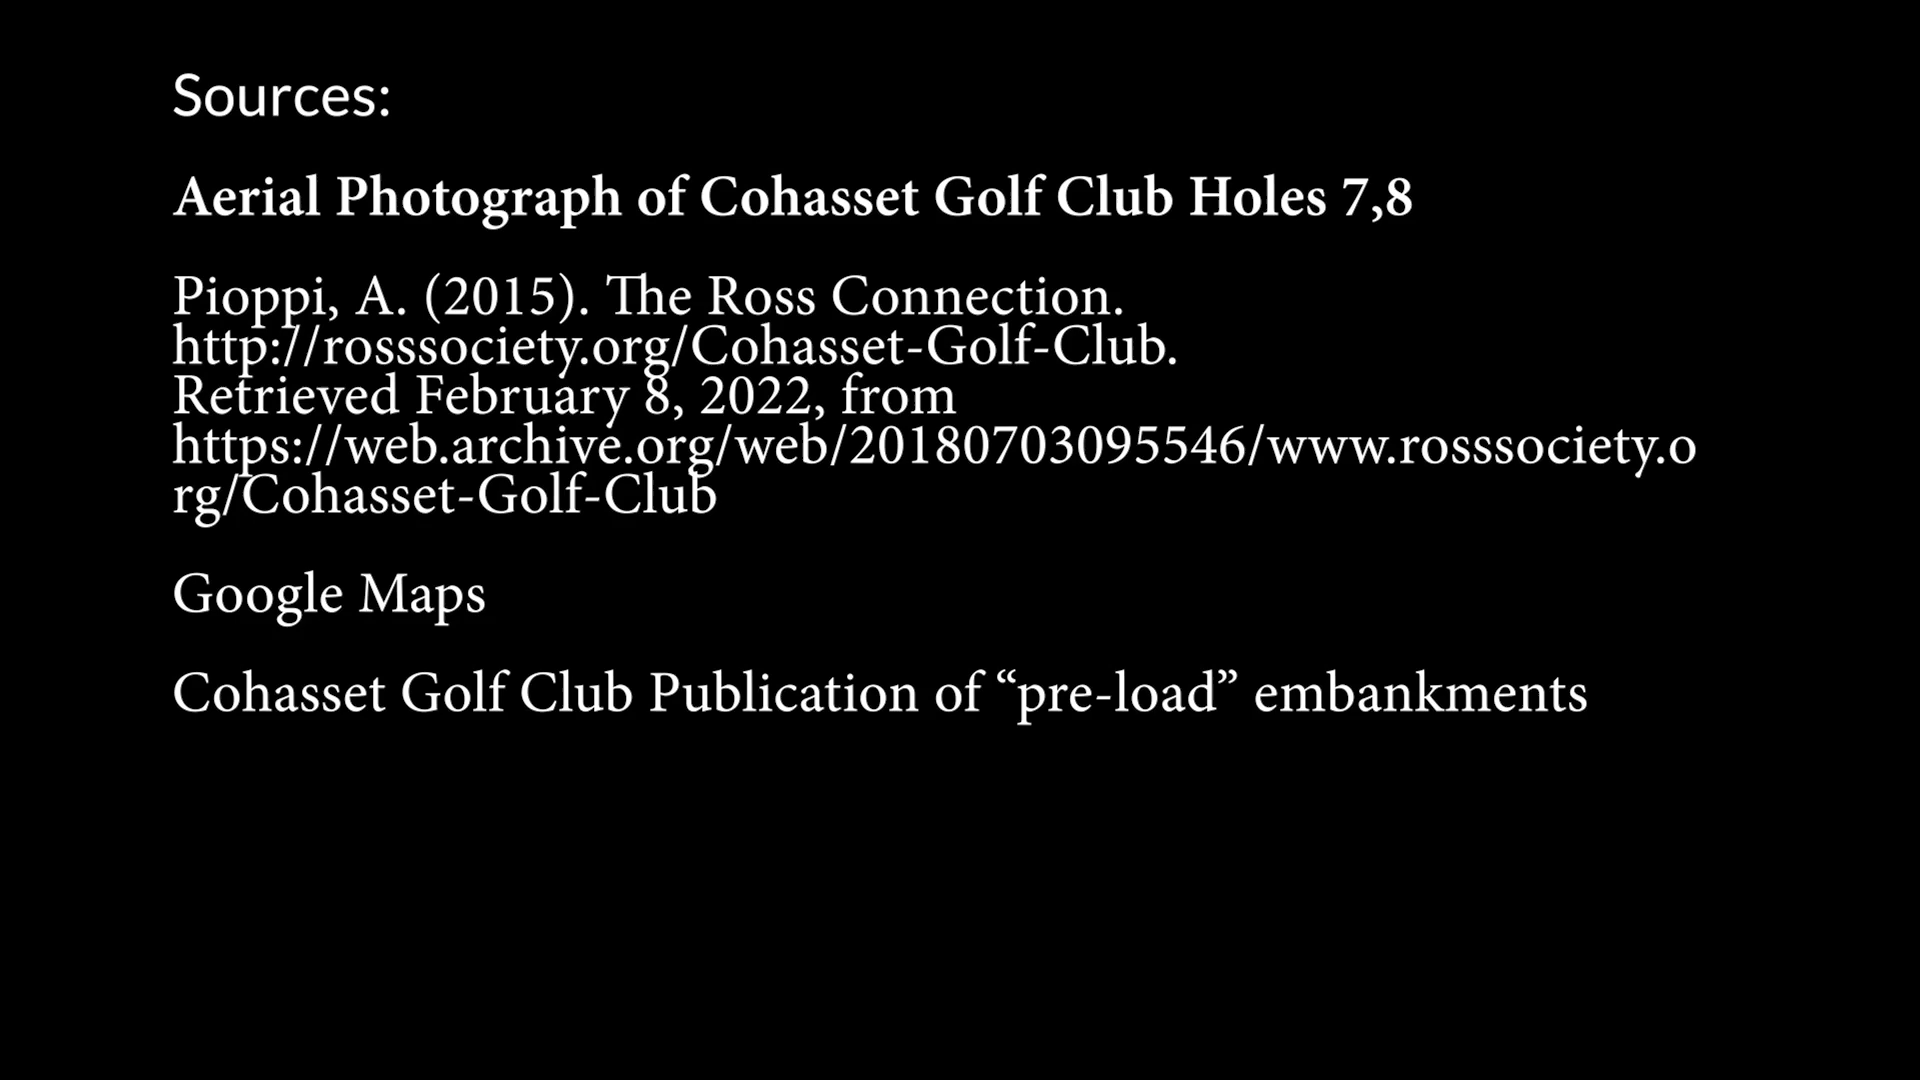 Sources:
Aerial Photograph of Cohasset Golf Club Holes 7,8
Pioppi, A. (2015). The Ross Connection.
http://rosssociety.org/Cohasset-Golf-Club.
Retrieved February 8, 2022, from
https://web.archive.org/web/20180703095546/www.rosssociety.o
rg/Cohasset-Golf-Club
Google Maps
Cohasset Golf Club Publication of “pre-load” embankments